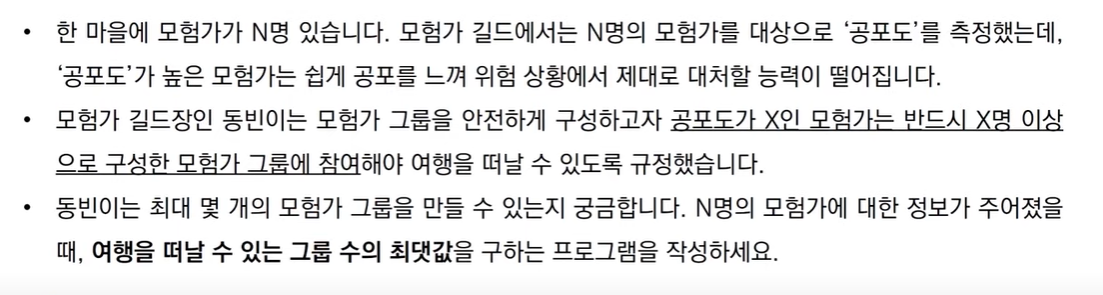 • 한 마을에 모험가가 N명 있습니다. 모험가 길드에서는 N명의 모험가를 대상으로 ‘공포도’를 측정했는데,
‘공포도’가 높은 모험가는 쉽게 공포를 느껴 위험 상황에서 제대로 대처할 능력이 떨어집니다.
• 모험가 길드장인 동빈이는 모험가 그룹을 안전하게 구성하고자 공포도가 X인 모험가는 반드시 X명 이상
으로 구성한 모험가 그룹에 참여해야 여행을 떠날 수 있도록 규정했습니다.
• 동빈이는 최대 몇 개의 모험가 그룹을 만들 수 있는지 궁금합니다. N명의 모험가에 대한 정보가 주어졌을
때, 여행을 떠날 수 있는 그룹 수의 최댓값을 구하는 프로그램을 작성하세요.